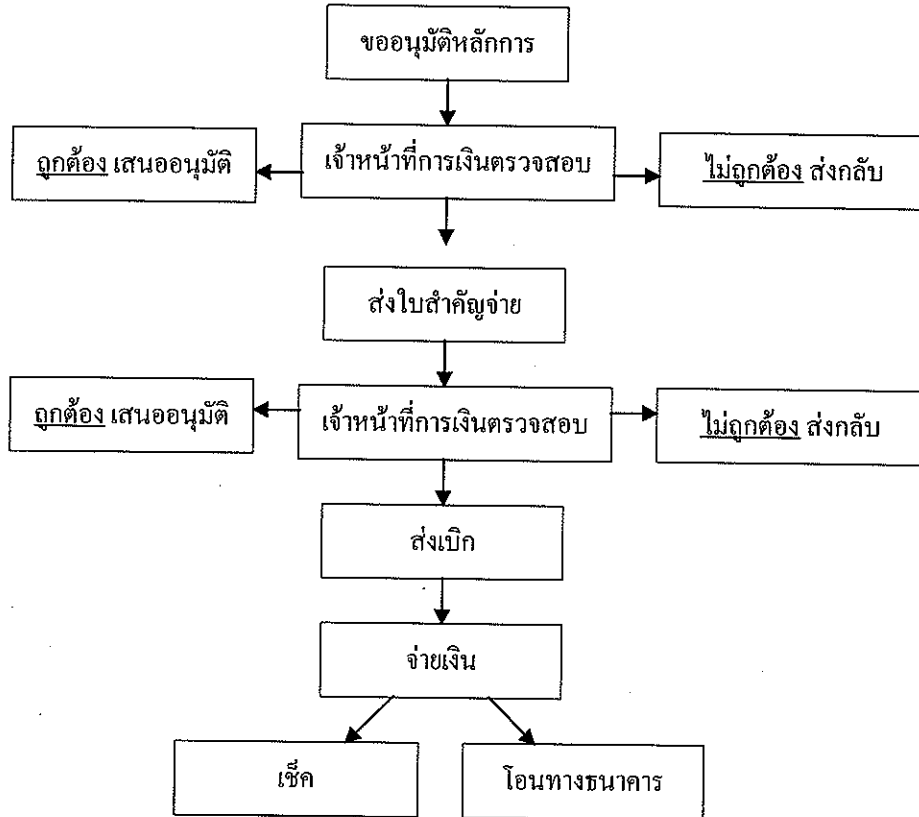 ขออนุมัติหลักการ
ถูกต้อง เสนออนุมัติ
เจ้าหน้าที่การเงินตรวจสอบ
ไม่ถูกต้อง ส่งกลับ
ส่งใบสำคัญจ่าย
ถูกต้อง เสนออนุมัติ
เจ้าหน้าที่การเงินตรวจสอบ
ไม่ถูกต้อง ส่งกลับ
ส่งเบิก
จ่ายเงิน
เช็ค
โอนทางธนาคาร